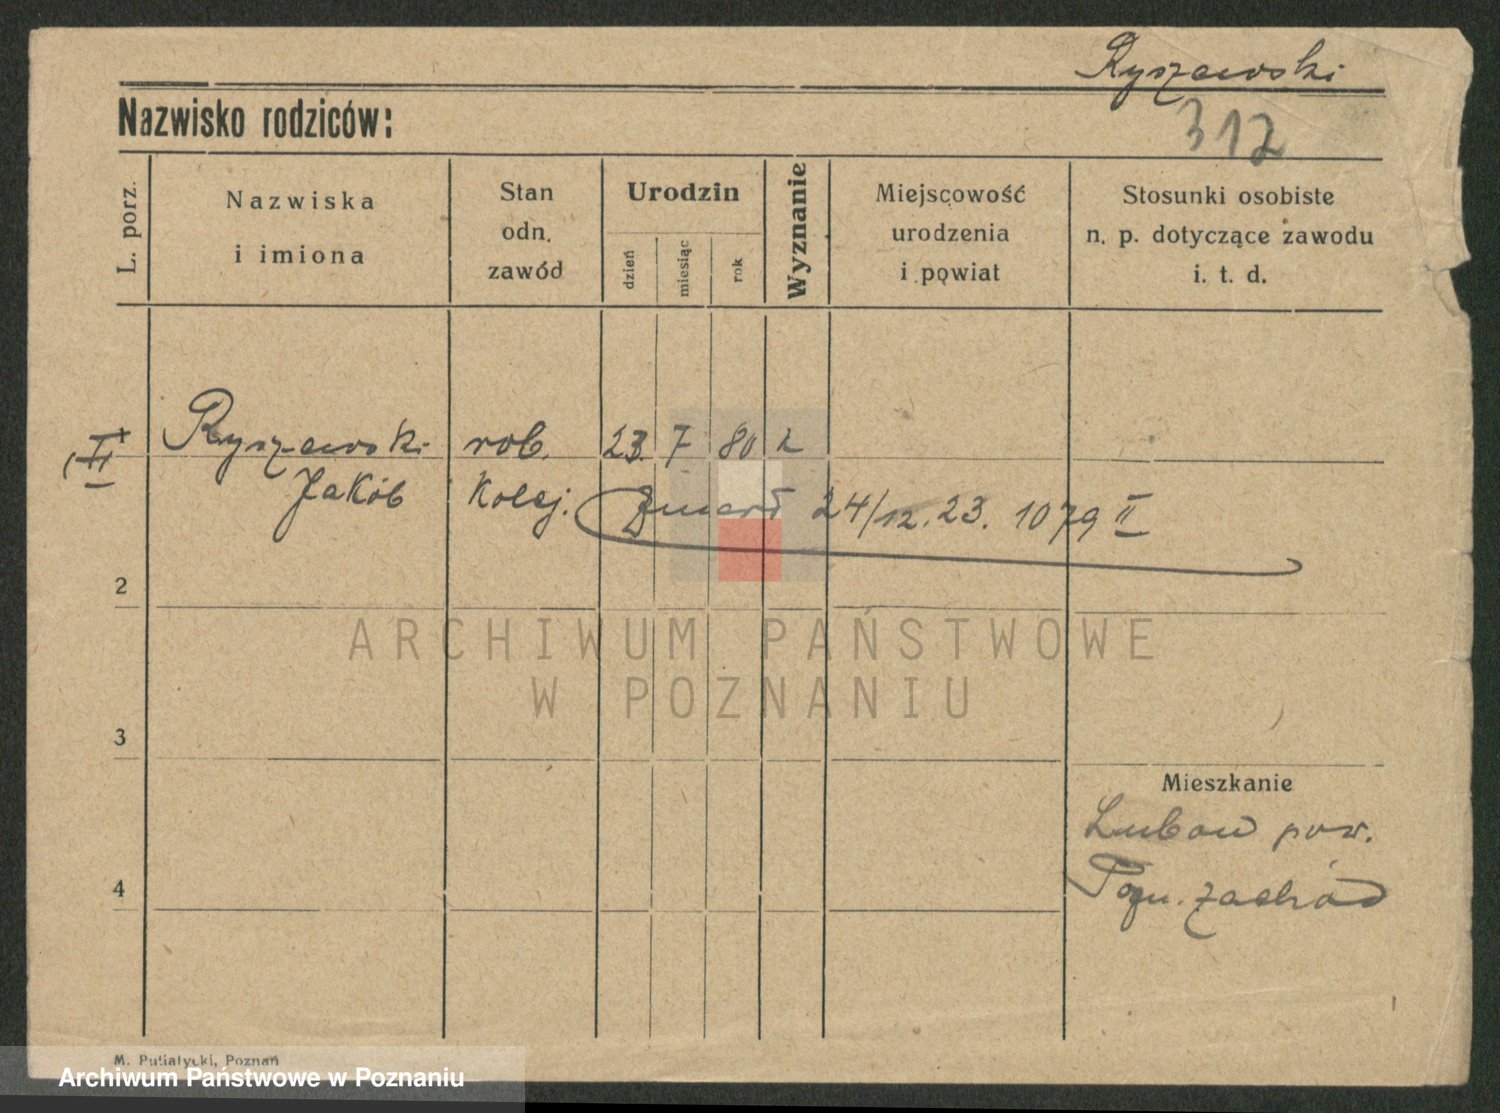 Ryszewski
Nazwisko rodziców:
312
L. porz.
Nazwiska
i imiona
Stan
odn.
zawód
Urodzin
dzień
miesiąc
rok
Wyznanie
Miejscowość
urodzenia
i powiat
Stosunki osobiste
n. p. dotyczące zawodu
i. t. d.
Ryszewski rob. 23. 7 80
Jakób Kolej. Zmarł 24/12.23. 1079 II
2
3
4
Mieszkanie
Lubow pow.
Pozn. zachód
ARCHIWUM PAŃSTWOWE
W POZNANIU
M. Putiatycki, Poznań
Archiwum Państwowe w Poznaniu